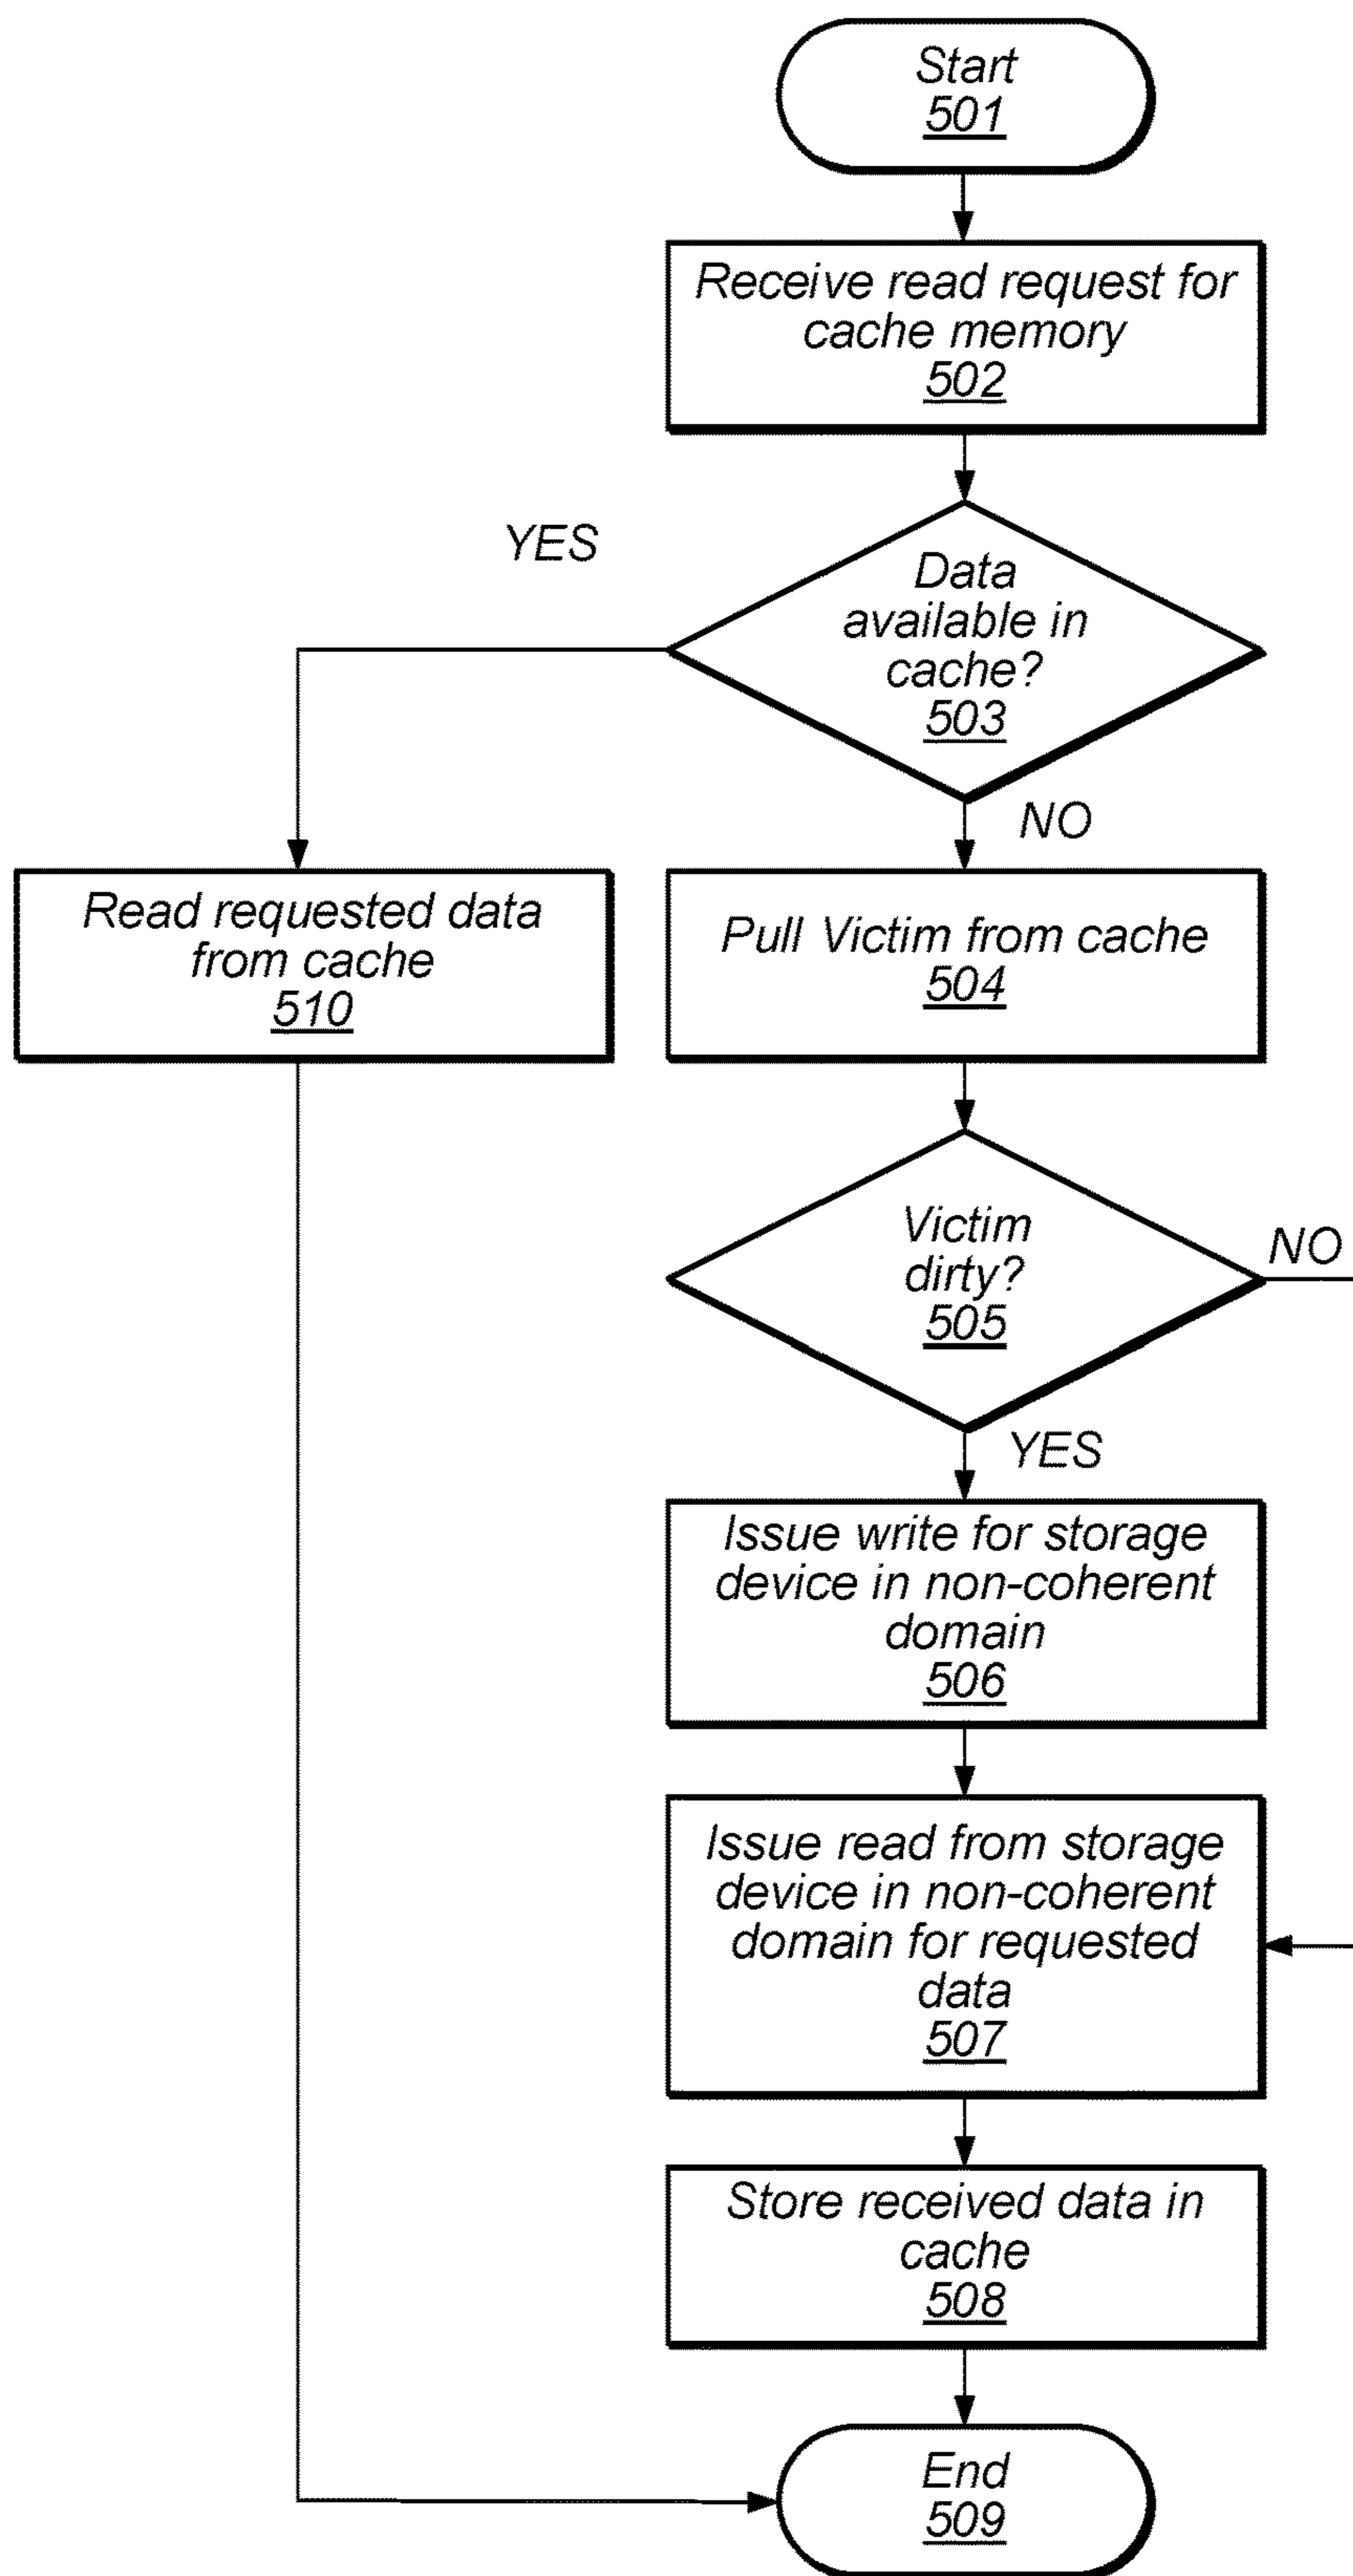 Start
501
Receive read request for
cache memory
502
YES
Data
available in
cache?
503
NO
Read requested data
from cache
510
Pull Victim from cache
504
Victim
dirty?
505
NO
YES
Issue write for storage
device in non-coherent
domain
506
Issue read from storage
device in non-coherent
domain for requested
data
507
Store received data in
cache
508
End
509